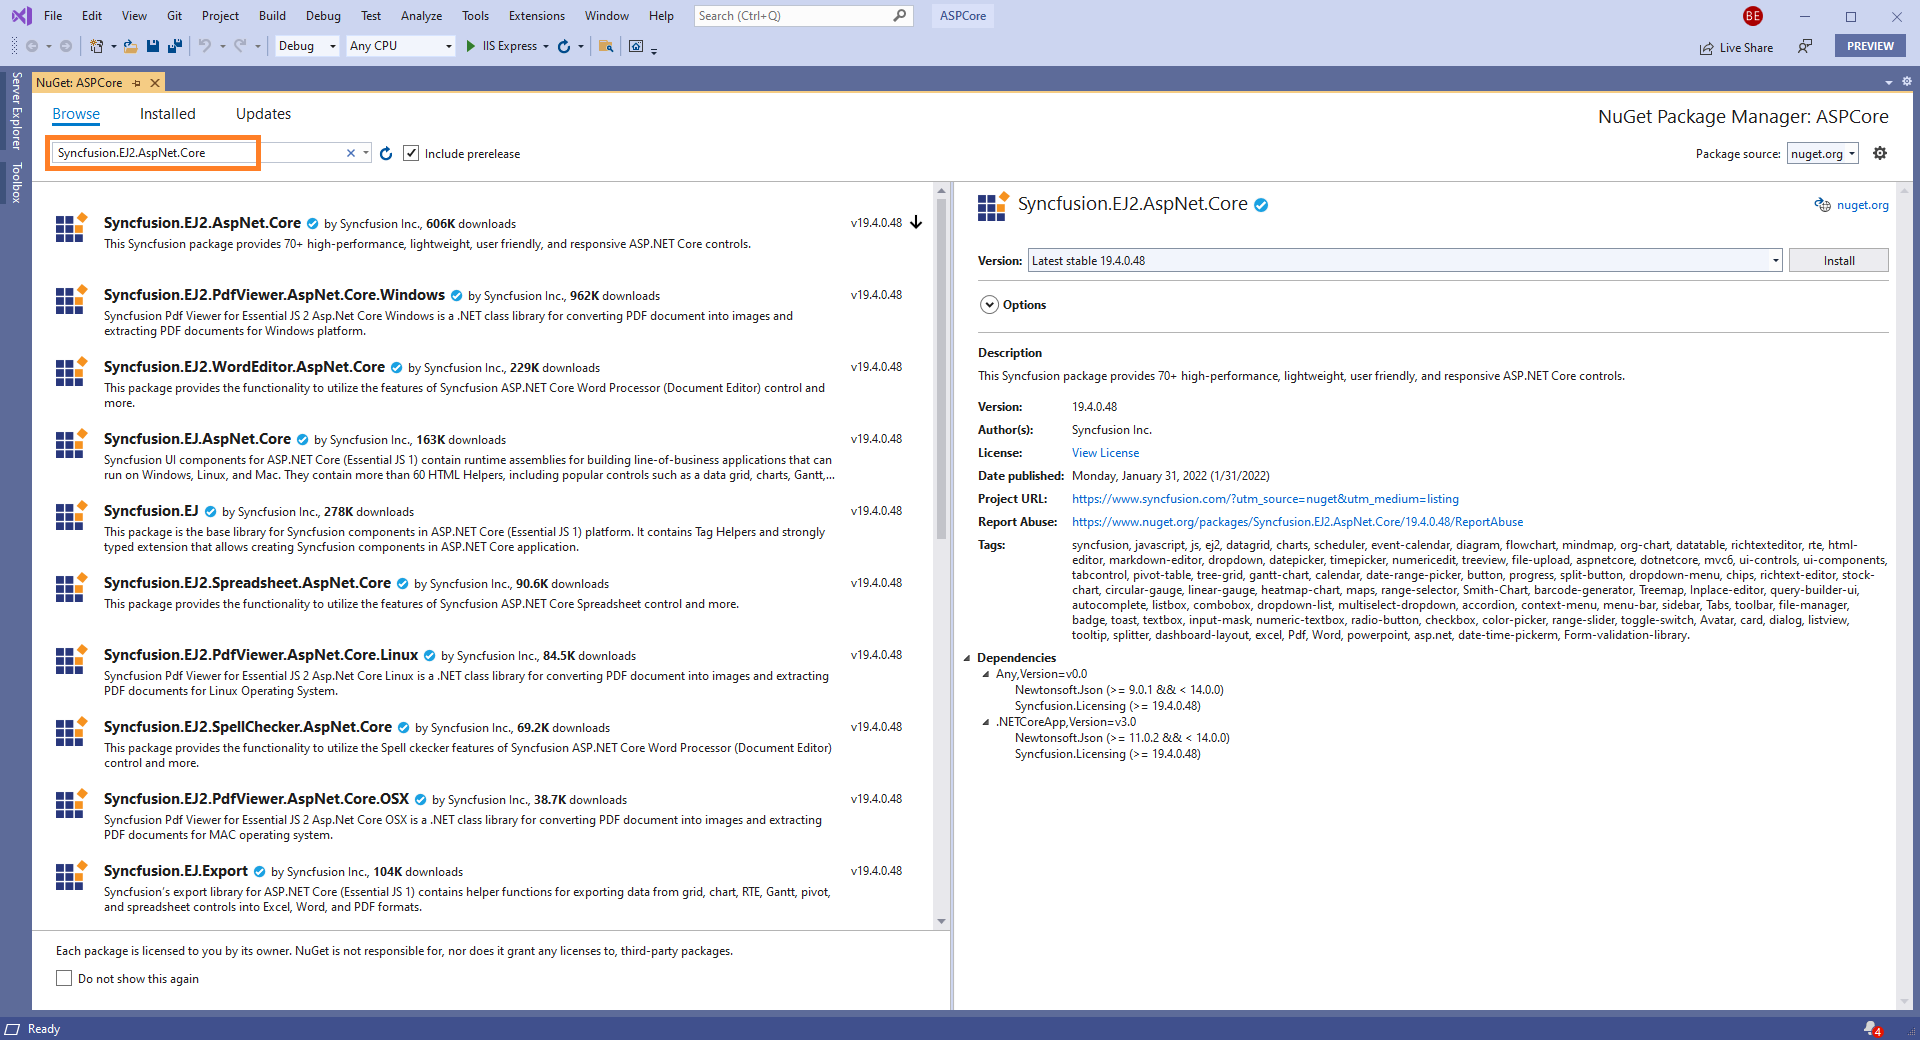 File Edit View Git Project Build Debug Test Analyze Tools Extensions Window Help Search (Ctrl+Q) ASPCore BE
Debug Any CPU IIS Express Live Share PREVIEW
Server Explorer
Toolbox
NuGet: ASPCore
Browse Installed Updates
NuGet Package Manager: ASPCore
Syncfusion.EJ2.AspNet.Core Include prerelease
Package source: nuget.org
Syncfusion.EJ2.AspNet.Core by Syncfusion Inc., 606K downloads v19.4.0.48
This Syncfusion package provides 70+ high-performance, lightweight, user friendly, and responsive ASP.NET Core controls.
Syncfusion.EJ2.PdfViewer.AspNet.Core.Windows by Syncfusion Inc., 962K downloads v19.4.0.48
Syncfusion Pdf Viewer for Essential JS 2 Asp.Net Core Windows is a .NET class library for converting PDF document into images and
extracting PDF documents for Windows platform.
Syncfusion.EJ2.WordEditor.AspNet.Core by Syncfusion Inc., 229K downloads v19.4.0.48
This package provides the functionality to utilize the features of Syncfusion ASP.NET Core Word Processor (Document Editor) control and
more.
Syncfusion.EJ.AspNet.Core by Syncfusion Inc., 163K downloads v19.4.0.48
Syncfusion UI components for ASP.NET Core (Essential JS 1) contain runtime assemblies for building line-of-business applications that can
run on Windows, Linux, and Mac. They contain more than 60 HTML Helpers, including popular controls such as a data grid, charts, Gantt,...
Syncfusion.EJ by Syncfusion Inc., 278K downloads v19.4.0.48
This package is the base library for Syncfusion components in ASP.NET Core (Essential JS 1) platform. It contains Tag Helpers and strongly
typed extension that allows creating Syncfusion components in ASP.NET Core application.
Syncfusion.EJ2.Spreadsheet.AspNet.Core by Syncfusion Inc., 90.6K downloads v19.4.0.48
This package provides the functionality to utilize the features of Syncfusion ASP.NET Core Spreadsheet control and more.
Syncfusion.EJ2.PdfViewer.AspNet.Core.Linux by Syncfusion Inc., 84.5K downloads v19.4.0.48
Syncfusion Pdf Viewer for Essential JS 2 Asp.Net Core Linux is a .NET class library for converting PDF document into images and extracting
PDF documents for Linux Operating System.
Syncfusion.EJ2.SpellChecker.AspNet.Core by Syncfusion Inc., 69.2K downloads v19.4.0.48
This package provides the functionality to utilize the Spell ckecker features of Syncfusion ASP.NET Core Word Processor (Document Editor)
control and more.
Syncfusion.EJ2.PdfViewer.AspNet.Core.OSX by Syncfusion Inc., 38.7K downloads v19.4.0.48
Syncfusion Pdf Viewer for Essential JS 2 Asp.Net Core OSX is a .NET class library for converting PDF document into images and extracting
PDF documents for MAC operating system.
Syncfusion.EJ.Export by Syncfusion Inc., 104K downloads v19.4.0.48
Syncfusion's export library for ASP.NET Core (Essential JS 1) contains helper functions for exporting data from grid, chart, RTE, Gantt, pivot,
and spreadsheet controls into Excel, Word, and PDF formats.
Each package is licensed to you by its owner. NuGet is not responsible for, nor does it grant any licenses to, third-party packages.
Do not show this again
Syncfusion.EJ2.AspNet.Core nuget.org
Version: Latest stable 19.4.0.48 Install
Options
Description
This Syncfusion package provides 70+ high-performance, lightweight, user friendly, and responsive ASP.NET Core controls.
Version: 19.4.0.48
Author(s): Syncfusion Inc.
License: View License
Date published: Monday, January 31, 2022 (1/31/2022)
Project URL: https://www.syncfusion.com/?utm_source=nuget&utm_medium=listing
Report Abuse: https://www.nuget.org/packages/Syncfusion.EJ2.AspNet.Core/19.4.0.48/ReportAbuse
Tags: syncfusion, javascript, js, ej2, datagrid, charts, scheduler, event-calendar, diagram, flowchart, mindmap, org-chart, datatable, richtexteditor, rte, html-
editor, markdown-editor, dropdown, datepicker, timepicker, numericedit, treeview, file-upload, aspnetcore, dotnetcore, mvc6, ui-controls, ui-components,
tabcontrol, pivot-table, tree-grid, gantt-chart, calendar, date-range-picker, button, progress, split-button, dropdown-menu, chips, richtext-editor, stock-
chart, circular-gauge, linear-gauge, heatmap-chart, maps, range-selector, Smith-Chart, barcode-generator, Treemap, Inplace-editor, query-builder-ui,
autocomplete, listbox, combobox, dropdown-list, multiselect-dropdown, accordion, context-menu, menu-bar, sidebar, Tabs, toolbar, file-manager,
badge, toast, textbox, input-mask, numeric-textbox, radio-button, checkbox, color-picker, range-slider, toggle-switch, Avatar, card, dialog, listview,
tooltip, splitter, dashboard-layout, excel, Pdf, Word, powerpoint, asp.net, date-time-pickerm, Form-validation-library.
Dependencies
Any,Version=v0.0
Newtonsoft.Json (>= 9.0.1 && < 14.0.0)
Syncfusion.Licensing (>= 19.4.0.48)
.NETCoreApp,Version=v3.0
Newtonsoft.Json (>= 11.0.2 && < 14.0.0)
Syncfusion.Licensing (>= 19.4.0.48)
Ready 4